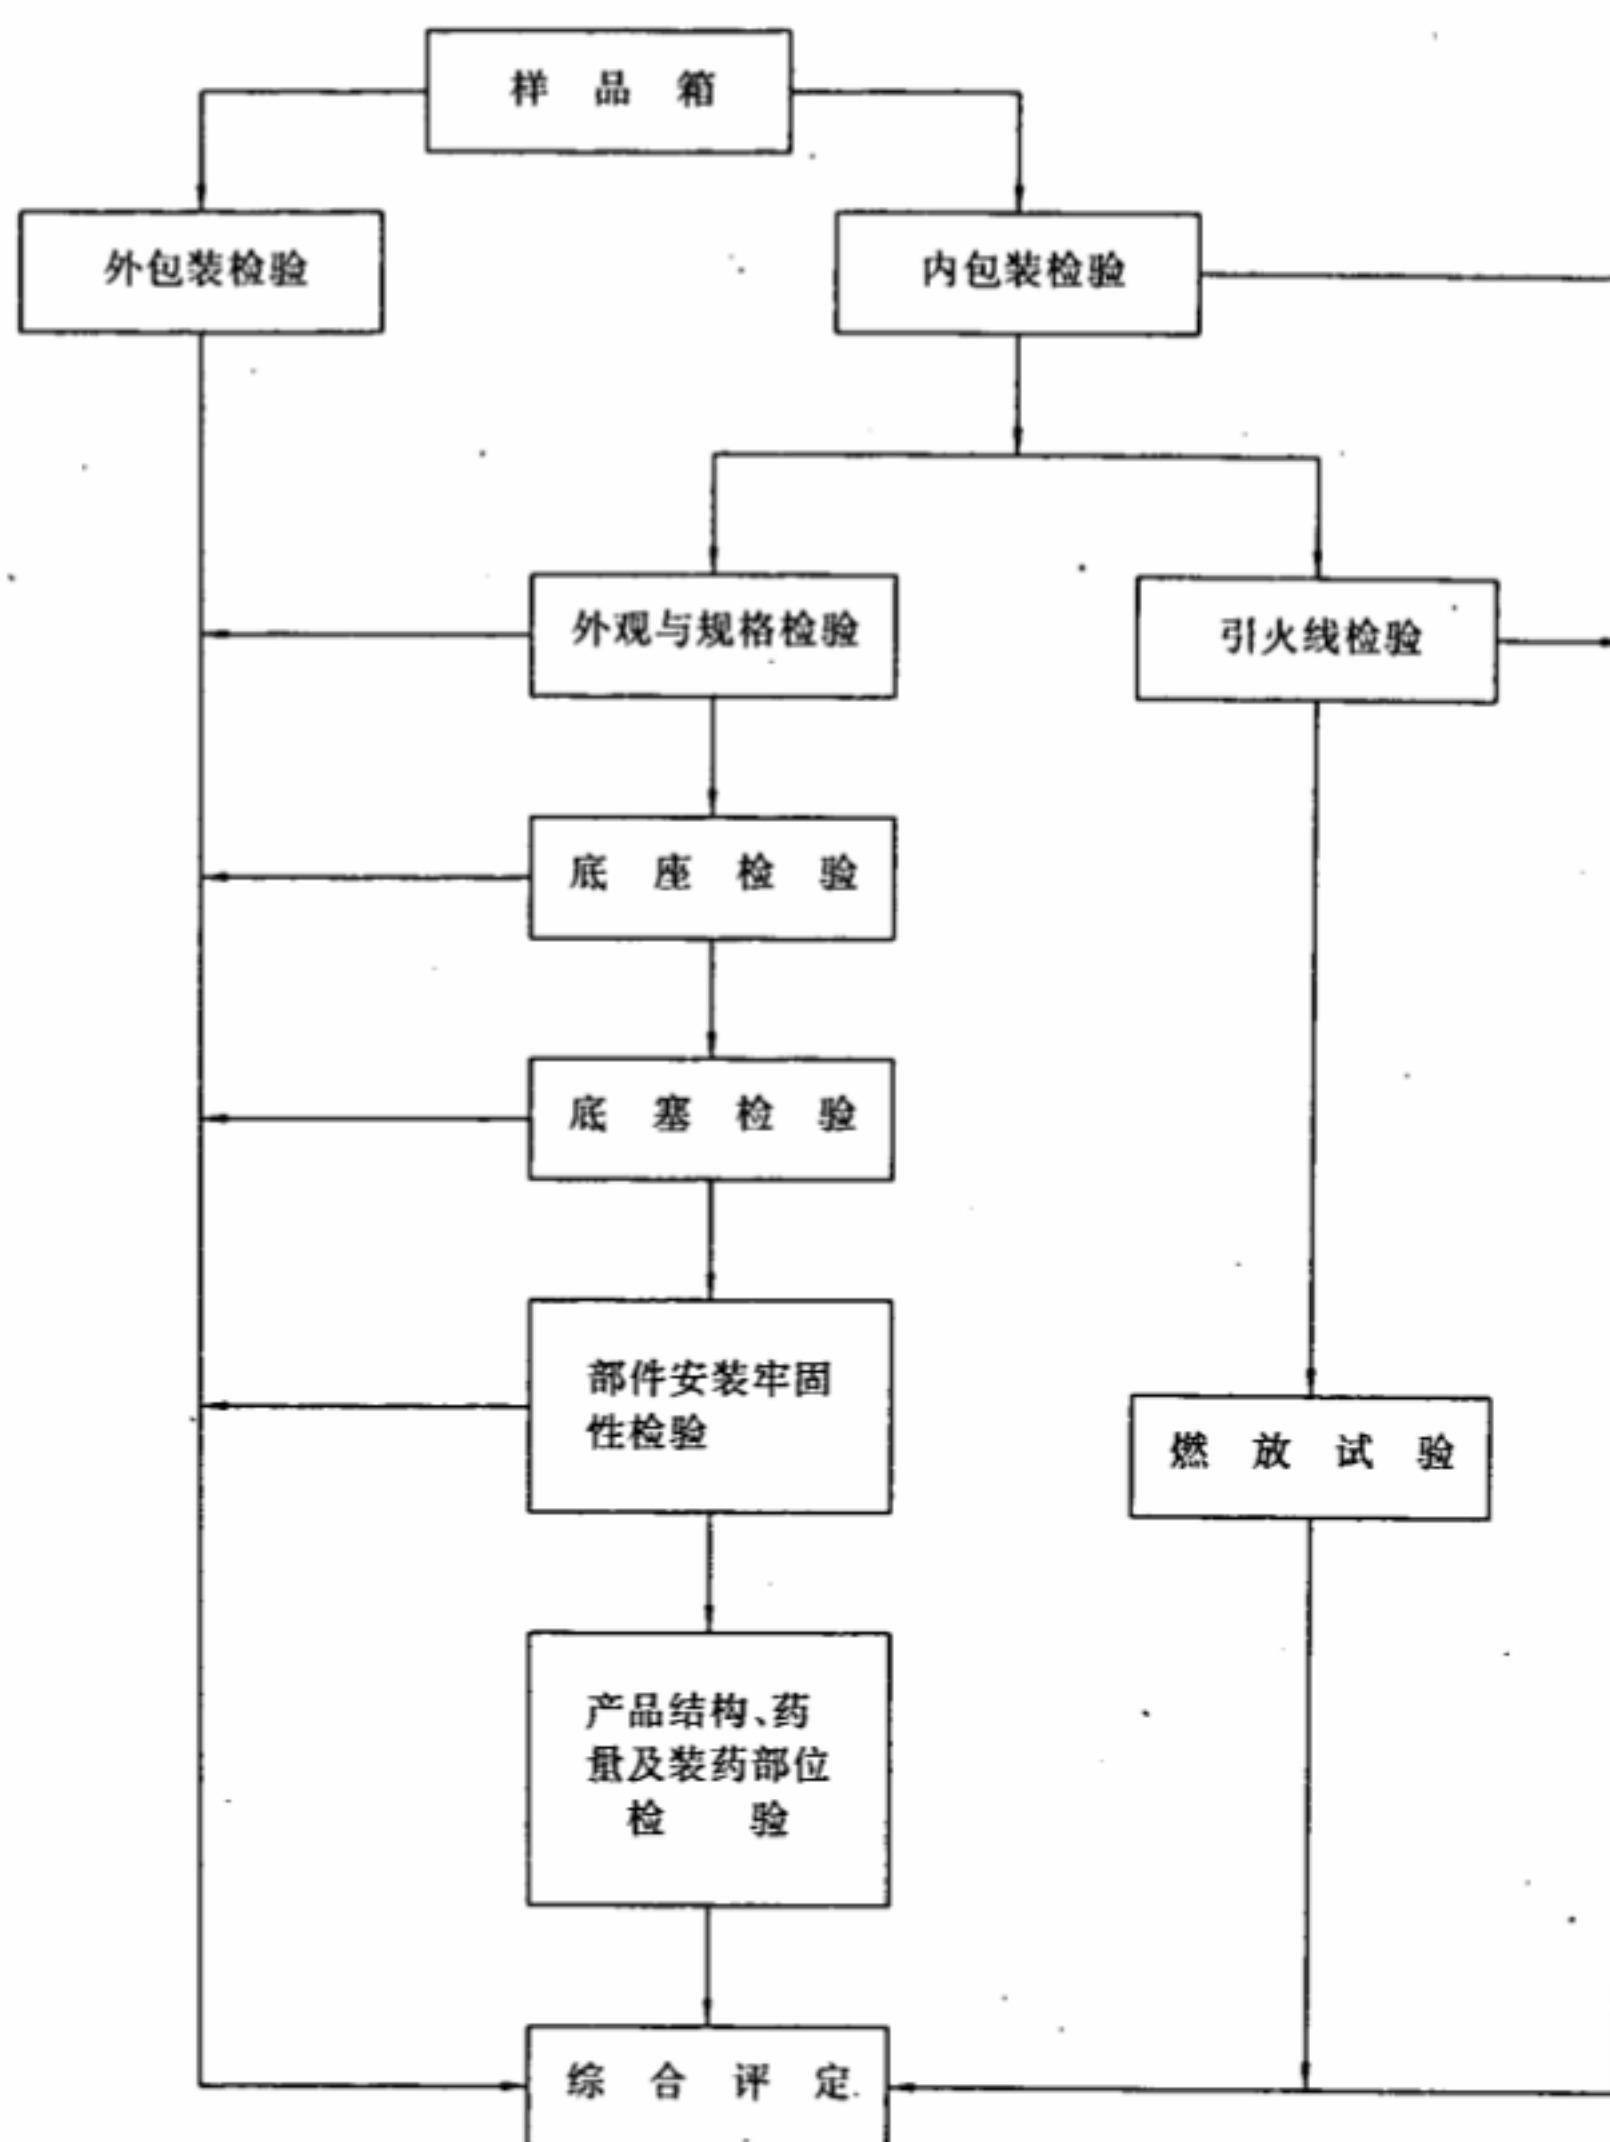 样 品 箱
外包装检验
内包装检验
外观与规格检验
引火线检验
底 座 检 验
底 塞 检 验
部件安装牢固
性检验
燃 放 试 验
产品结构、药
量及装药部位
检 验
综 合 评 定